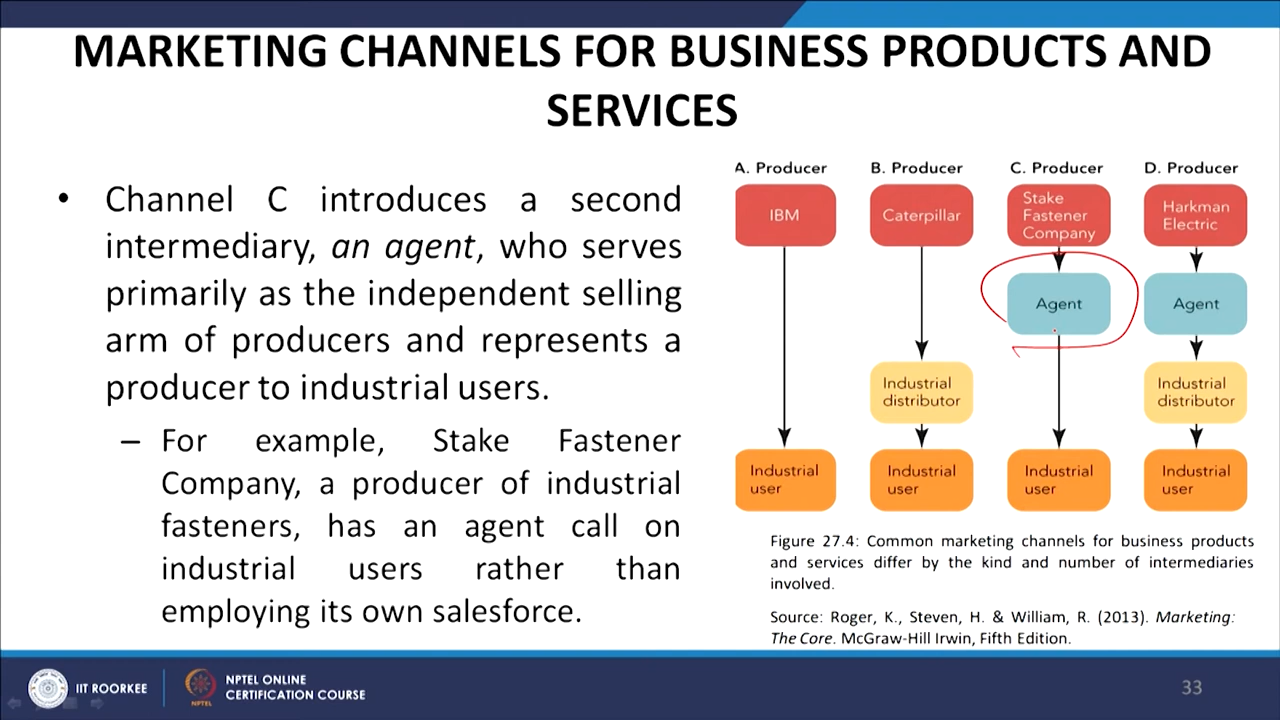 MARKETING CHANNELS FOR BUSINESS PRODUCTS AND
SERVICES
• Channel C introduces a second
intermediary, an agent, who serves
primarily as the independent selling
arm of producers and represents a
producer to industrial users.
– For example, Stake Fastener
Company, a producer of industrial
fasteners, has an agent call on
industrial users rather than
employing its own salesforce.
A. Producer
IBM
Industrial
user
B. Producer
Caterpillar
Industrial
distributor
Industrial
user
C. Producer
Stake
Fastener
Company
Agent
Industrial
user
D. Producer
Harkman
Electric
Agent
Industrial
distributor
Industrial
user
Figure 27.4: Common marketing channels for business products
and services differ by the kind and number of intermediaries
involved.
Source: Roger, K., Steven, H. & William, R. (2013). Marketing:
The Core. McGraw-Hill Irwin, Fifth Edition.
IIT ROORKEE
NPTEL
NPTEL ONLINE
CERTIFICATION COURSE
33